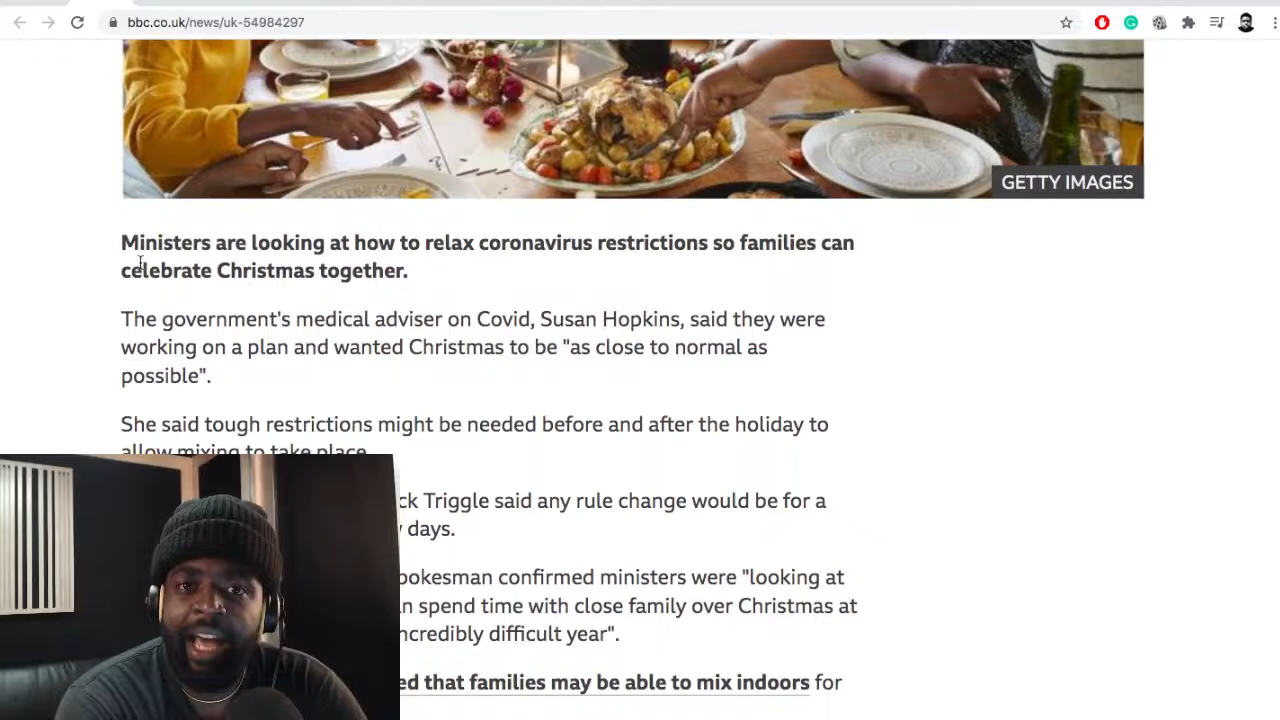 bbc.co.uk/news/uk-54984297
GETTY IMAGES
Ministers are looking at how to relax coronavirus restrictions so families can
celebrate Christmas together.
The government's medical adviser on Covid, Susan Hopkins, said they were
working on a plan and wanted Christmas to be "as close to normal as
possible".
She said tough restrictions might be needed before and after the holiday to
allow mixing to take place.
ck Triggle said any rule change would be for a
days.
pokesman confirmed ministers were "looking at
n spend time with close family over Christmas at
ncredibly difficult year".
ed that families may be able to mix indoors for